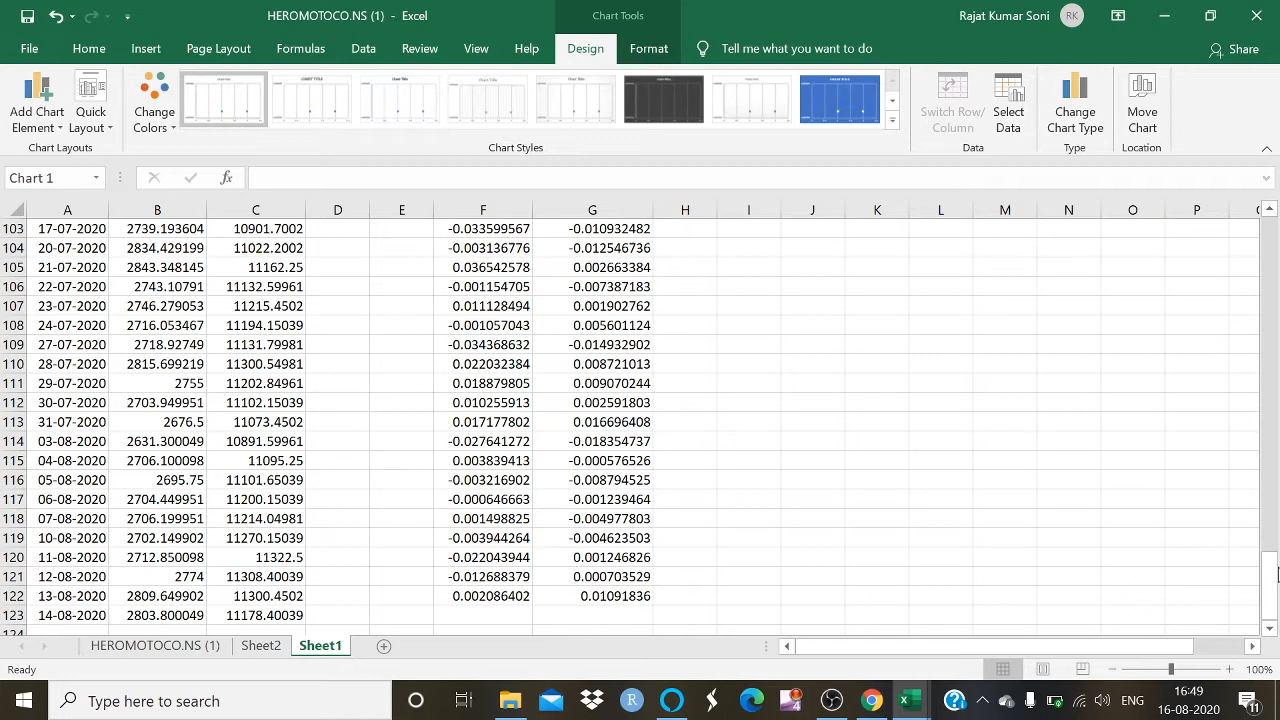 HEROMOTOCO.NS (1) - Excel
Chart Tools
Rajat Kumar Soni
RK
File Home Insert Page Layout Formulas Data Review View Help Design Format Tell me what you want to do Share
Add Chart Element
Quick Layout
Change Colors
Switch Row/ Column
Select Data
Change Chart Type
Move Chart
Chart Layouts Chart Styles Data Type Location
Chart 1 fx
A B C D E F G H I J K L M N O P
103 17-07-2020 2739.193604 10901.7002 -0.033599567 -0.010932482
104 20-07-2020 2834.429199 11022.2002 -0.003136776 -0.012546736
105 21-07-2020 2843.348145 11162.25 0.036542578 0.002663384
106 22-07-2020 2743.10791 11132.59961 -0.001154705 -0.007387183
107 23-07-2020 2746.279053 11215.4502 0.011128494 0.001902762
108 24-07-2020 2716.053467 11194.15039 -0.001057043 0.005601124
109 27-07-2020 2718.92749 11131.79981 -0.034368632 -0.014932902
110 28-07-2020 2815.699219 11300.54981 0.022032384 0.008721013
111 29-07-2020 2755 11202.84961 0.018879805 0.009070244
112 30-07-2020 2703.949951 11102.15039 0.010255913 0.002591803
113 31-07-2020 2676.5 11073.4502 0.017177802 0.016696408
114 03-08-2020 2631.300049 10891.59961 -0.027641272 -0.018354737
115 04-08-2020 2706.100098 11095.25 0.003839413 -0.000576526
116 05-08-2020 2695.75 11101.65039 -0.003216902 -0.008794525
117 06-08-2020 2704.449951 11200.15039 -0.000646663 -0.001239464
118 07-08-2020 2706.199951 11214.04981 0.001498825 -0.004977803
119 10-08-2020 2702.149902 11270.15039 -0.003944264 -0.004623503
120 11-08-2020 2712.850098 11322.5 -0.022043944 0.001246826
121 12-08-2020 2774 11308.40039 -0.012688379 0.000703529
122 13-08-2020 2809.649902 11300.4502 0.002086402 0.01091836
123 14-08-2020 2803.800049 11178.40039
124
HEROMOTOCO.NS (1) Sheet2 Sheet1
Ready 100%
Type here to search
ENG
16:49
16-08-2020
11